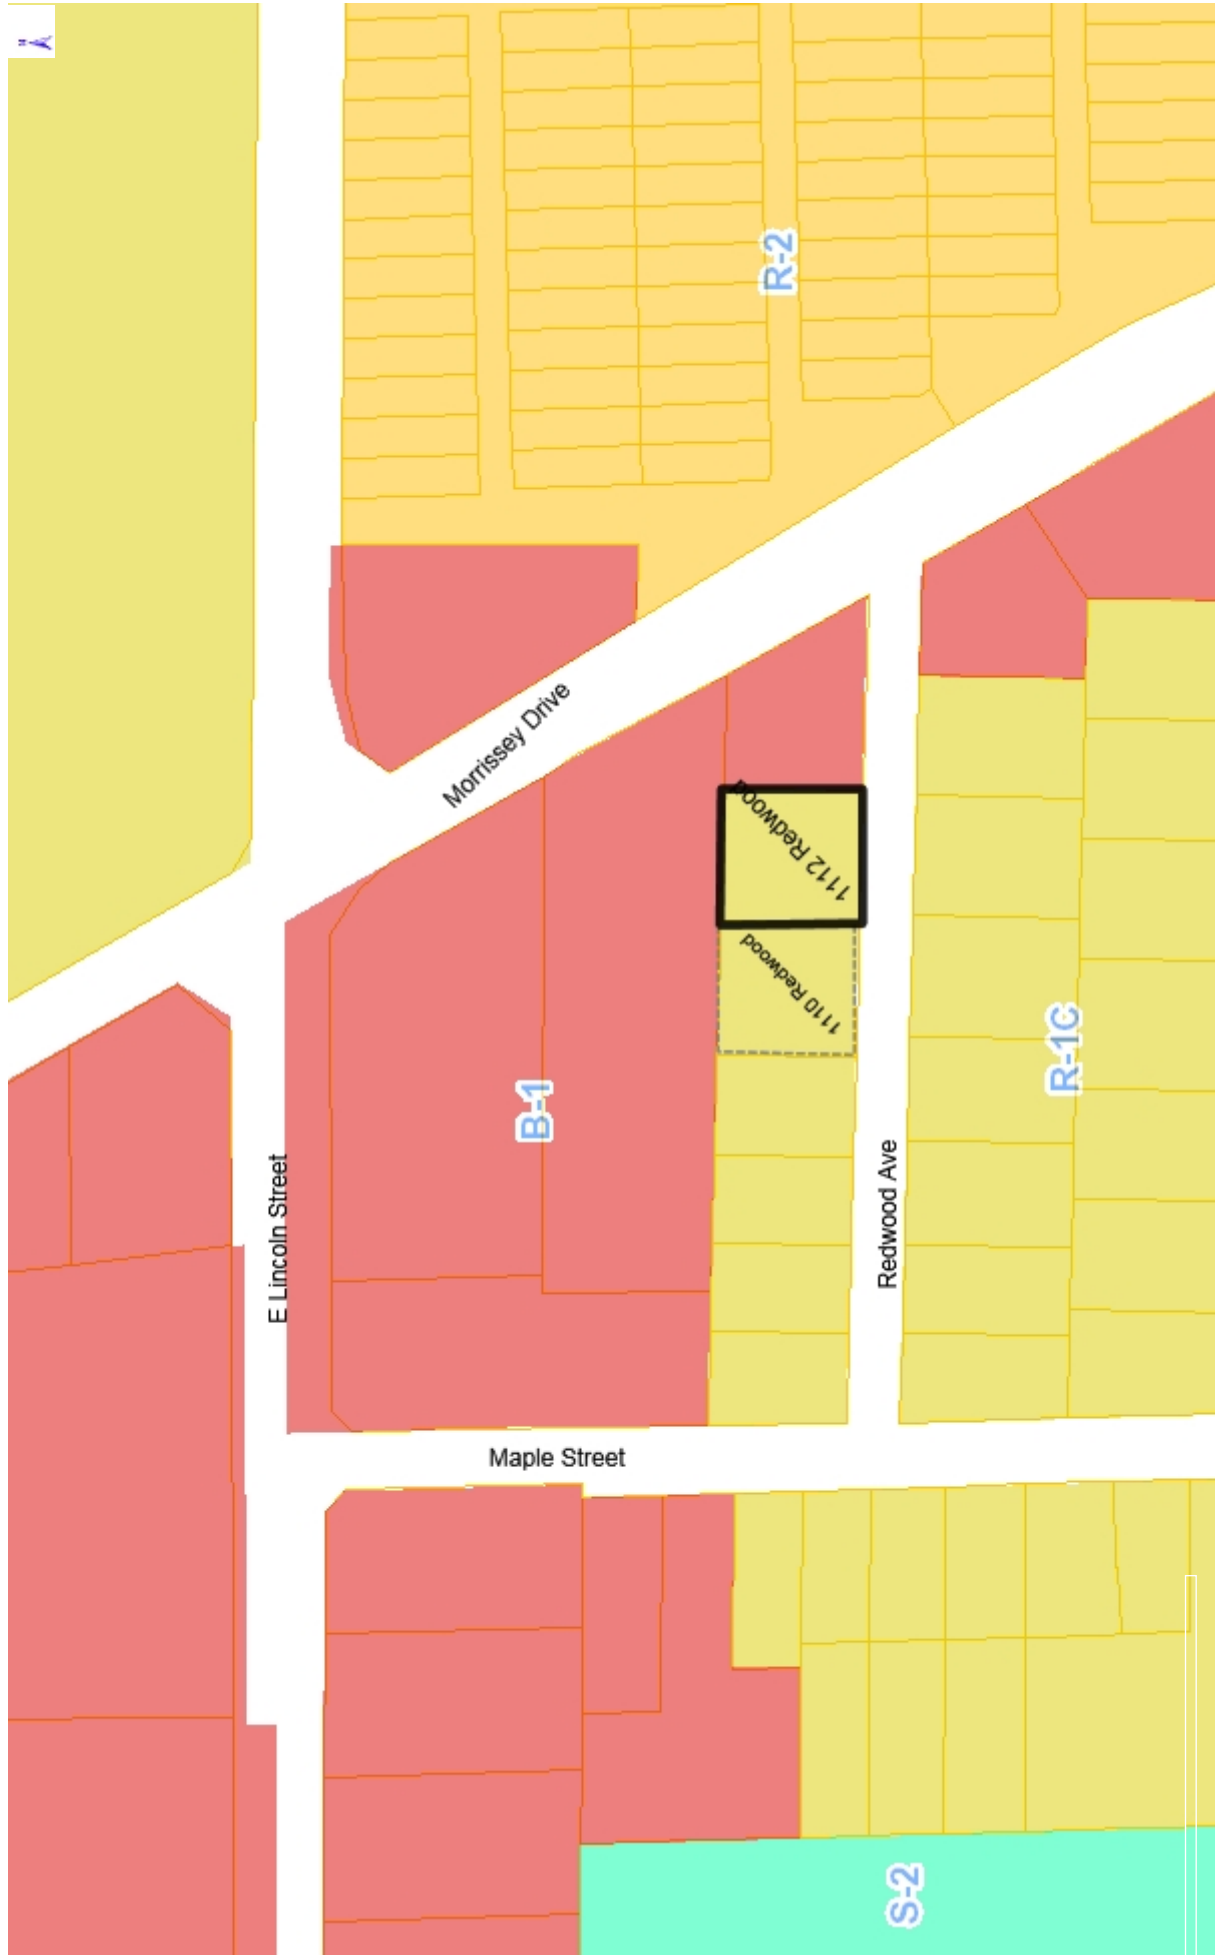 R-2
Morrissey Drive
1112 Redwood
1110 Redwood
R-1C
B-1
E Lincoln Street
Redwood Ave
Maple Street
S-2